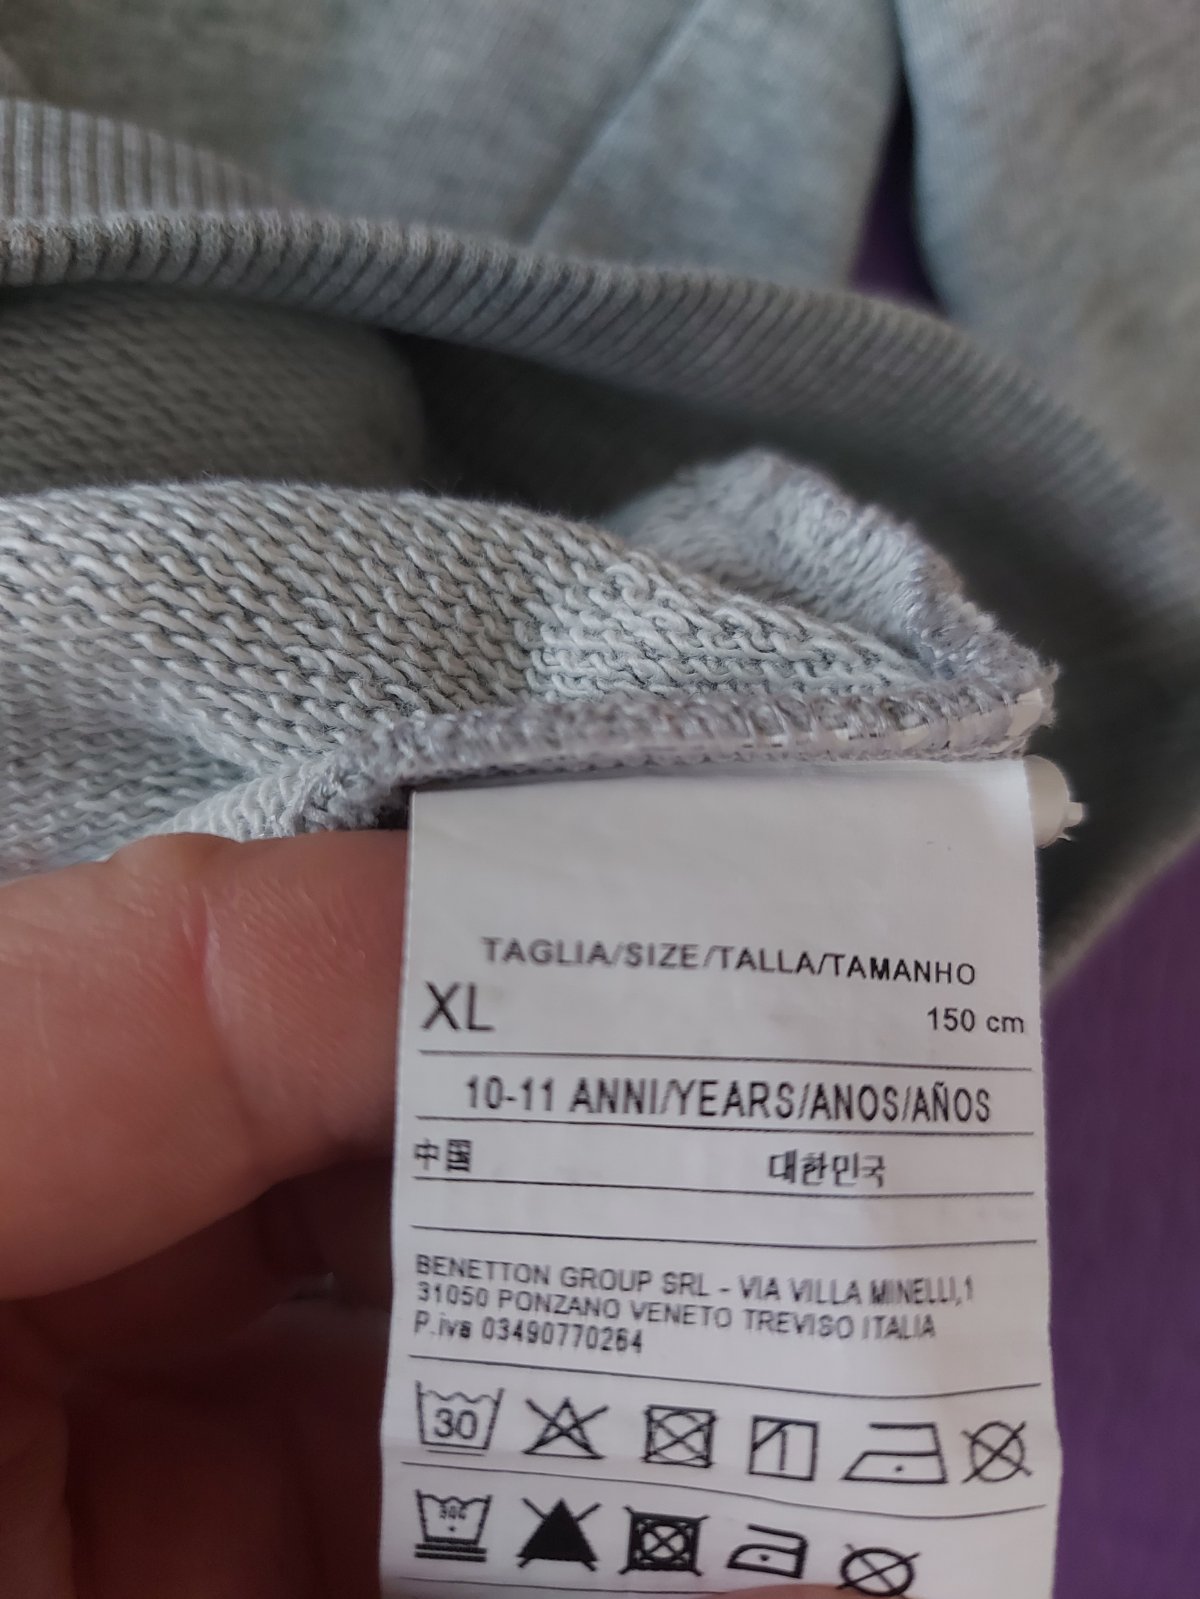 TAGLIA/SIZE/TALLA/TAMANHO
XL 150 cm
10-11 ANNI/YEARS/ANOS/AÑOS
中国 대한민국
BENETTON GROUP SRL - VIA VILLA MINELLI,1
31050 PONZANO VENETO TREVISO ITALIA
P.iva 03490770264
30
30c